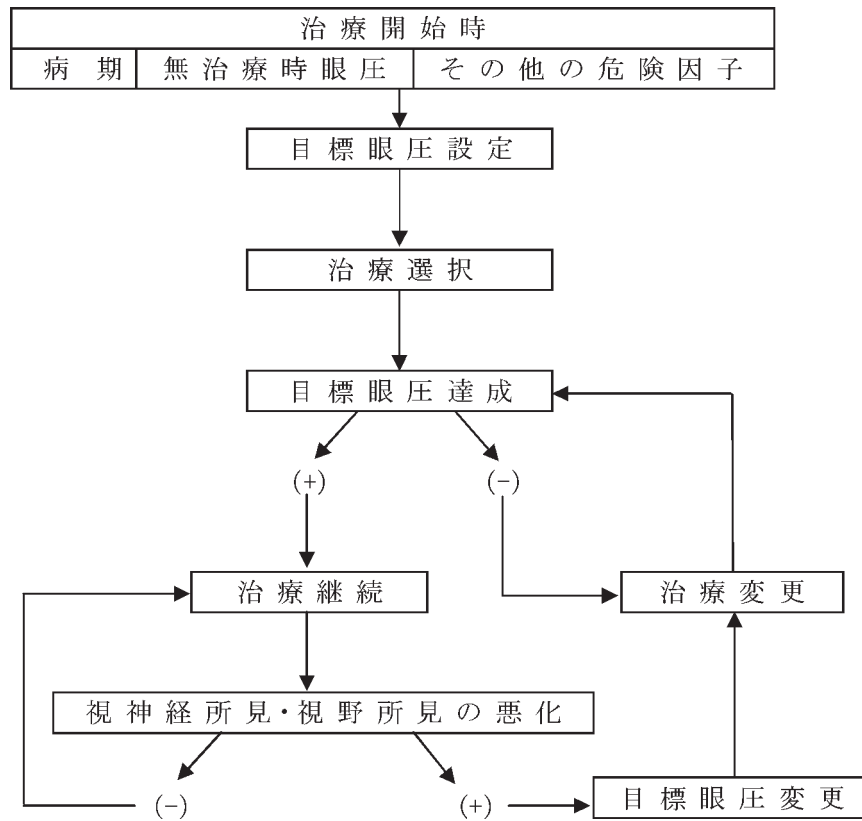 治療開始時
病期 無治療時眼圧 その他の危険因子
目標眼圧設定
治療選択
目標眼圧達成
(+) (−)
治療継続 治療変更
視神経所見・視野所見の悪化
(−) (+) 目標眼圧変更